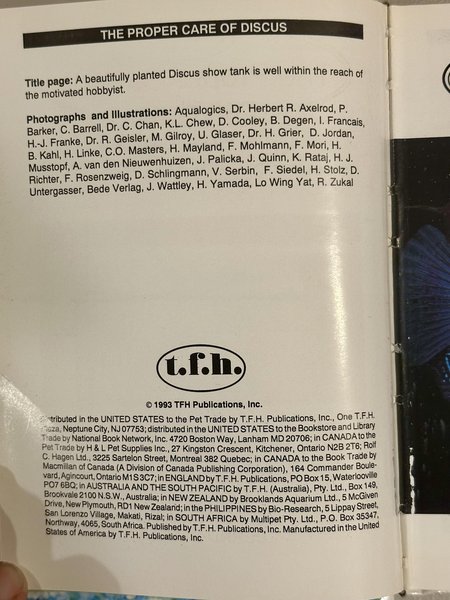 THE PROPER CARE OF DISCUS
Title page: A beautifully planted Discus show tank is well within the reach of
the motivated hobbyist.
Photographs and Illustrations: Aqualogics, Dr. Herbert R. Axelrod, P.
Barker, C. Barrell, Dr. C. Chan, K.L. Chew, D. Cooley, B. Degen, I. Francais,
H.-J. Franke, Dr. R. Geisler, M. Gilroy, U. Glaser, Dr. H. Grier, D. Jordan,
B. Kahl, H. Linke, C.O. Masters, H. Mayland, F. Mohlmann, F. Mori, H.
Musstopf, A. van den Nieuwenhuizen, J. Palicka, J. Quinn, K. Rataj, H. J.
Richter, F. Rosenzweig, D. Schlingmann, V. Serbin, F. Siedel, H. Stolz, D.
Untergasser, Bede Verlag, J. Wattley, H. Yamada, Lo Wing Yat, R. Zukal
t.f.h.
© 1993 TFH Publications, Inc.
Distributed in the UNITED STATES to the Pet Trade by T.F.H. Publications, Inc., One T.F.H.
Plaza, Neptune City, NJ 07753; distributed in the UNITED STATES to the Bookstore and Library
Trade by National Book Network, Inc. 4720 Boston Way, Lanham MD 20706; in CANADA to the
Pet Trade by H & L Pet Supplies Inc., 27 Kingston Crescent, Kitchener, Ontario N2B 2T6; Rolf
C. Hagen Ltd., 3225 Sartelon Street, Montreal 382 Quebec; in CANADA to the Book Trade by
Macmillan of Canada (A Division of Canada Publishing Corporation), 164 Commander Boule-
vard, Agincourt, Ontario M1S 3C7; in ENGLAND by T.F.H. Publications, PO Box 15, Waterlooville
PO7 6BQ; in AUSTRALIA AND THE SOUTH PACIFIC by T.F.H. (Australia), Pty. Ltd., Box 149,
Brookvale 2100 N.S.W., Australia; in NEW ZEALAND by Brooklands Aquarium Ltd., 5 McGiven
Drive, New Plymouth, RD1 New Zealand; in the PHILIPPINES by Bio-Research, 5 Lippay Street,
San Lorenzo Village, Makati, Rizal; in SOUTH AFRICA by Multipet Pty. Ltd., P.O. Box 35347,
Northway, 4065, South Africa. Published by T.F.H. Publications, Inc. Manufactured in the United
States of America by T.F.H. Publications, Inc.